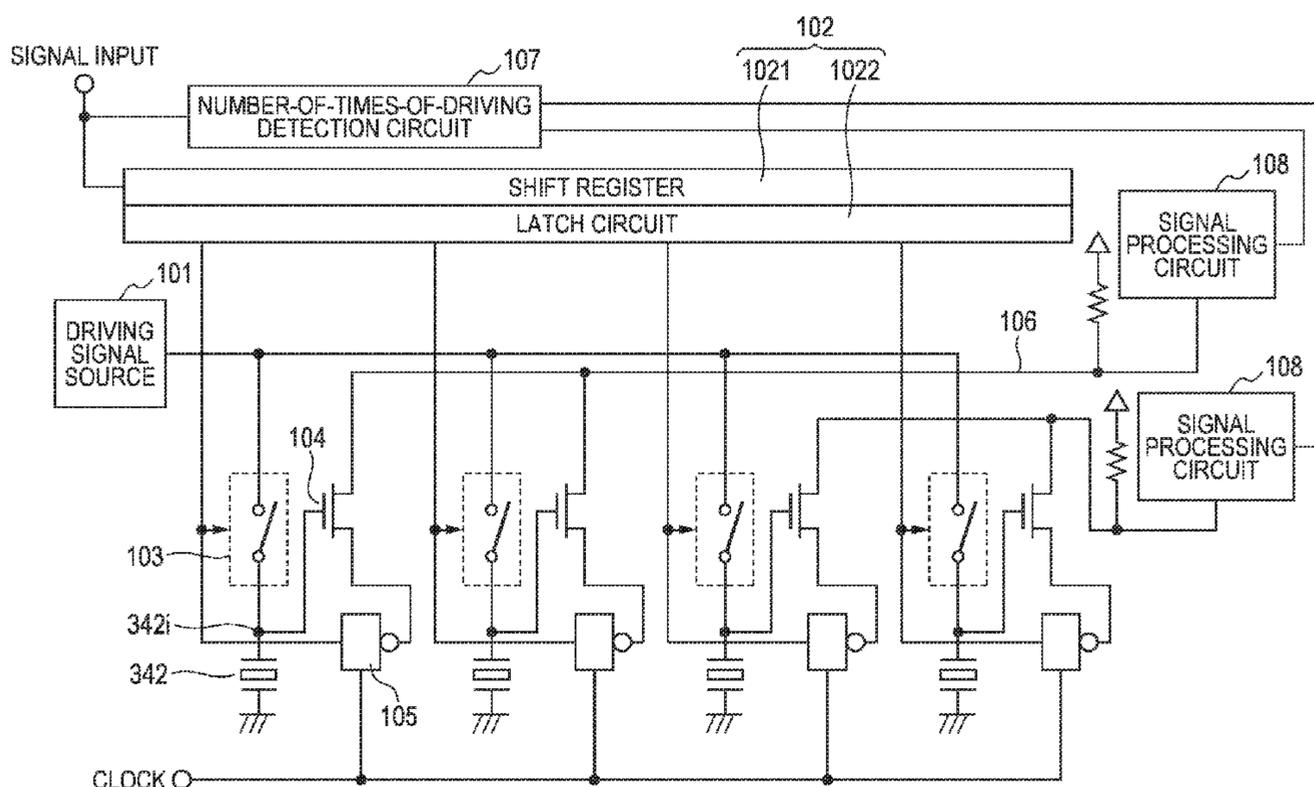 102
SIGNAL INPUT
107
1021
1022
NUMBER-OF-TIMES-OF-DRIVING
DETECTION CIRCUIT
SHIFT REGISTER
LATCH CIRCUIT
108
SIGNAL
PROCESSING
CIRCUIT
101
DRIVING
SIGNAL
SOURCE
106
108
SIGNAL
PROCESSING
CIRCUIT
104
103
342i
342
105
CLOCK